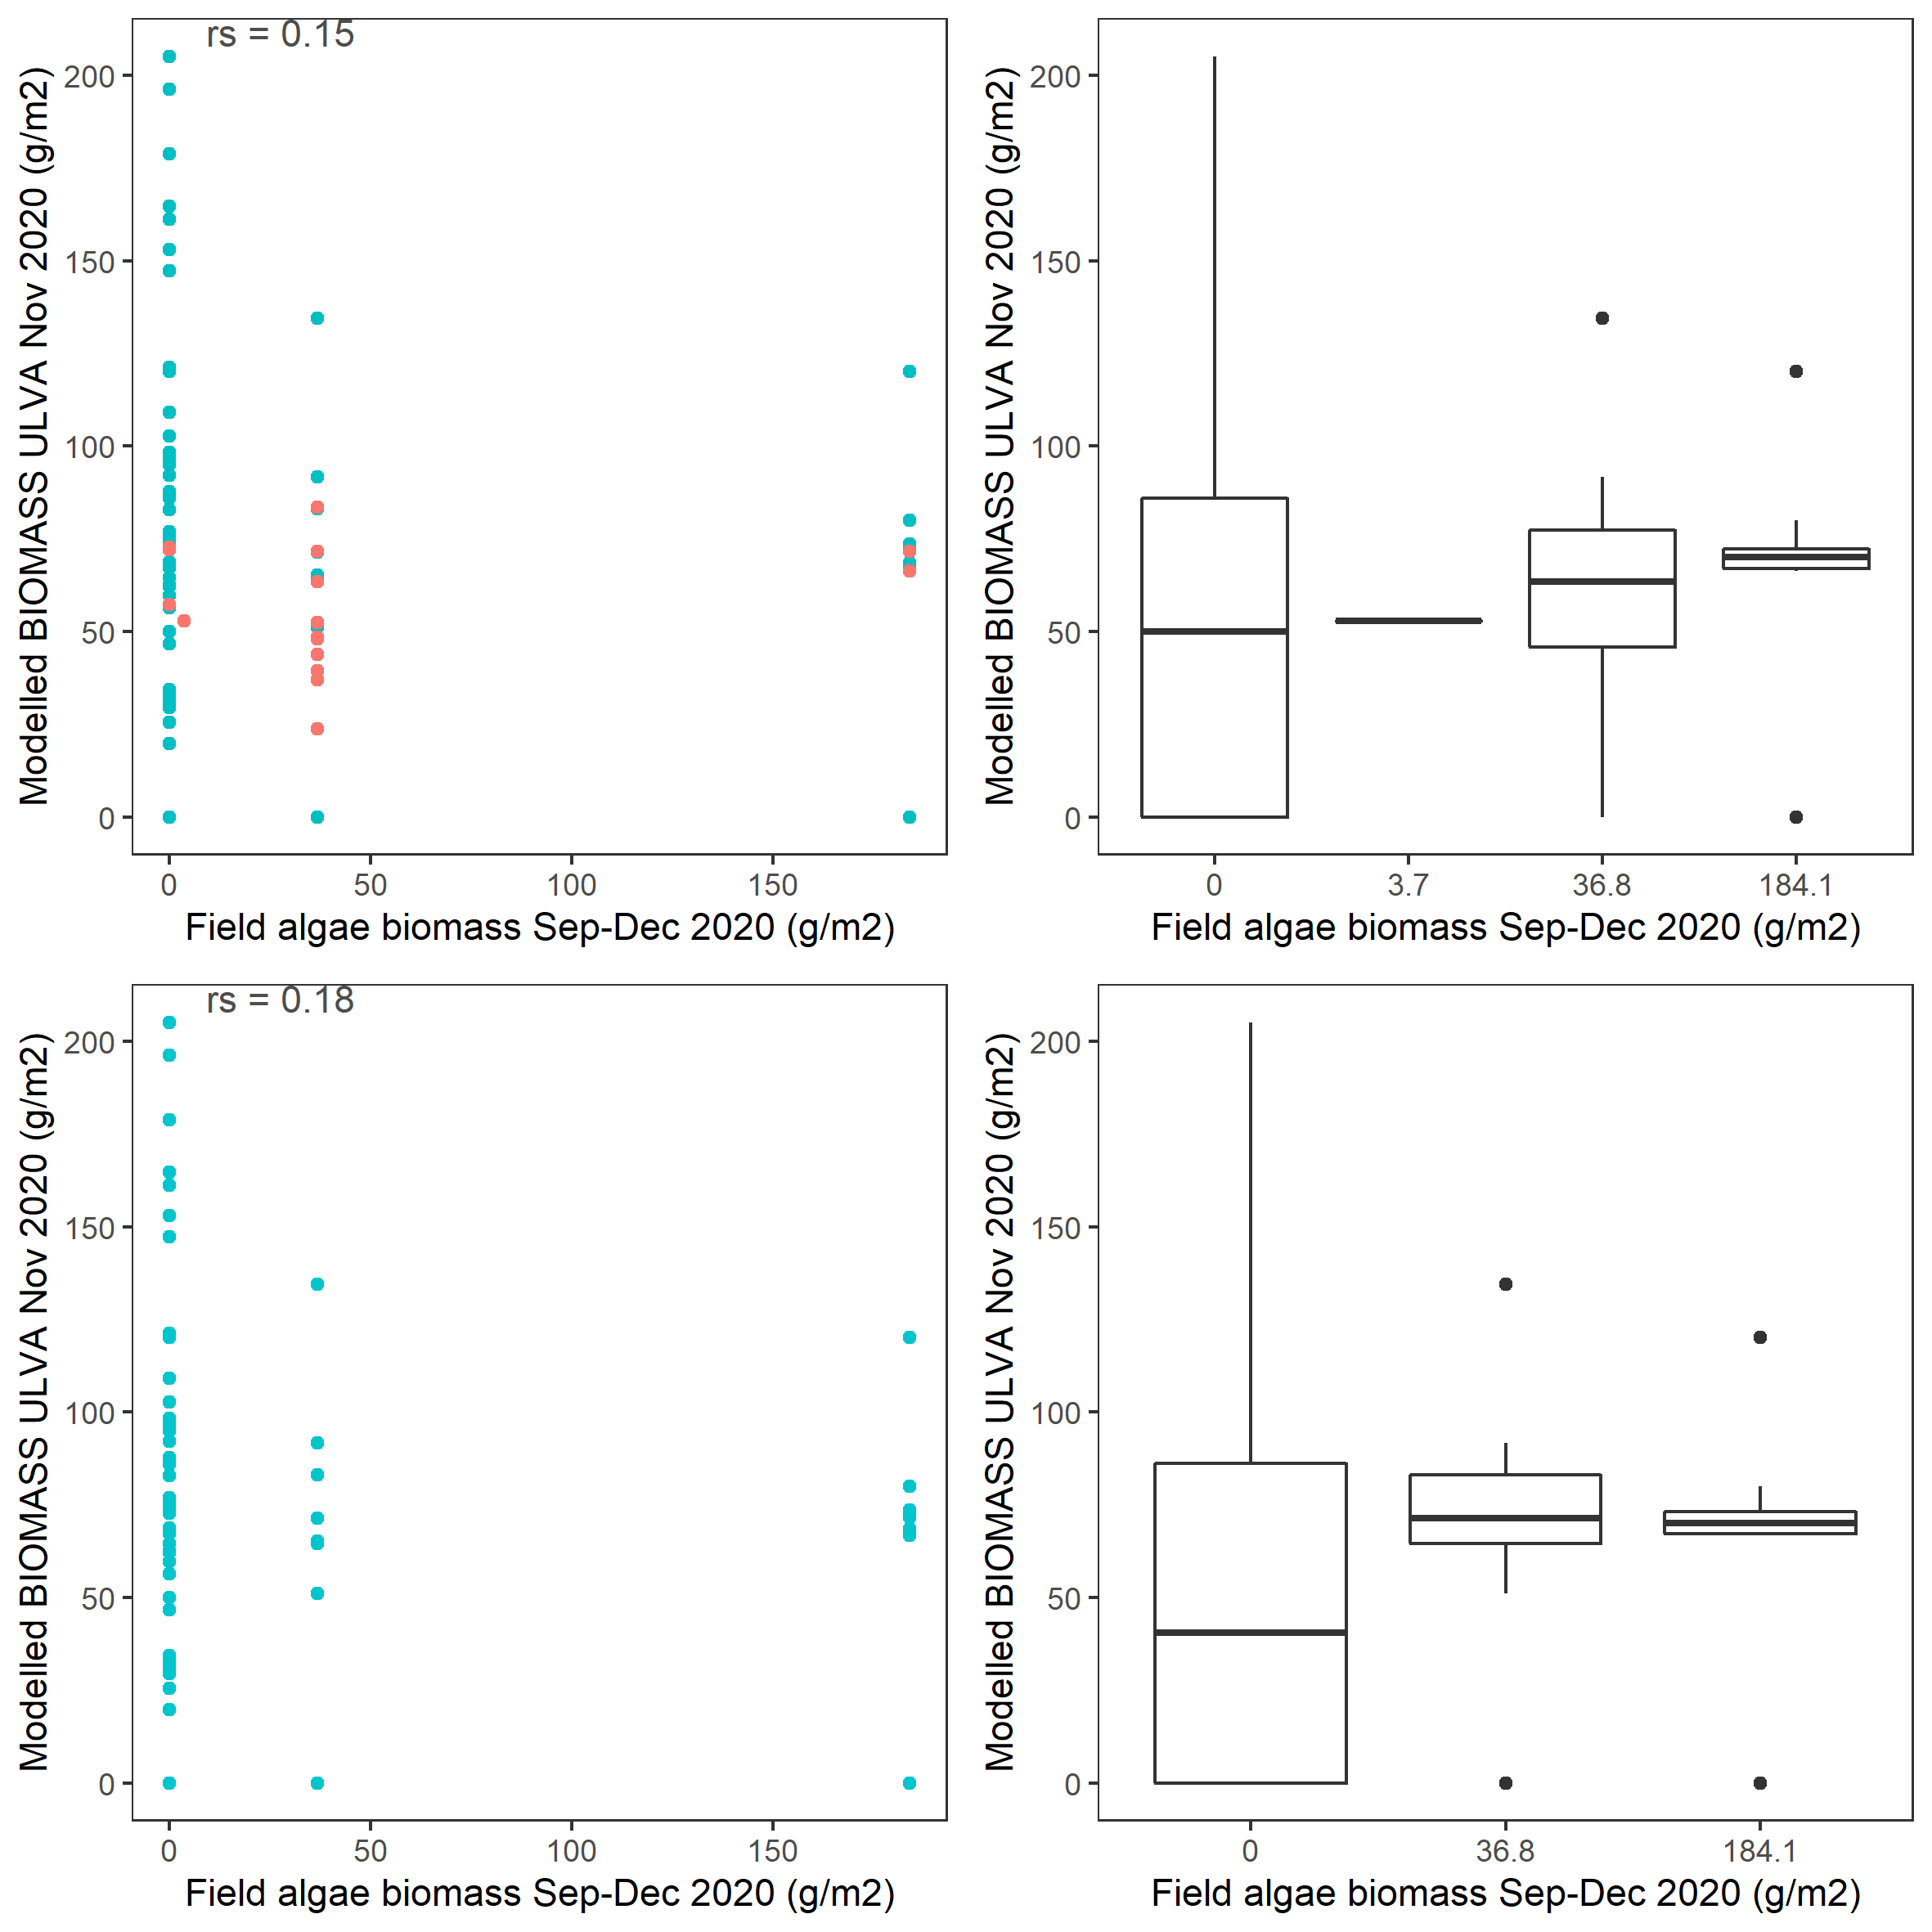 rs = 0.15
Modelled BIOMASS ULVA Nov 2020 (g/m2)
200
150
100
50
0
0 50 100 150
Field algae biomass Sep-Dec 2020 (g/m2)
Modelled BIOMASS ULVA Nov 2020 (g/m2)
200
150
100
50
0
0 3.7 36.8 184.1
Field algae biomass Sep-Dec 2020 (g/m2)
rs = 0.18
Modelled BIOMASS ULVA Nov 2020 (g/m2)
200
150
100
50
0
0 50 100 150
Field algae biomass Sep-Dec 2020 (g/m2)
Modelled BIOMASS ULVA Nov 2020 (g/m2)
200
150
100
50
0
0 36.8 184.1
Field algae biomass Sep-Dec 2020 (g/m2)